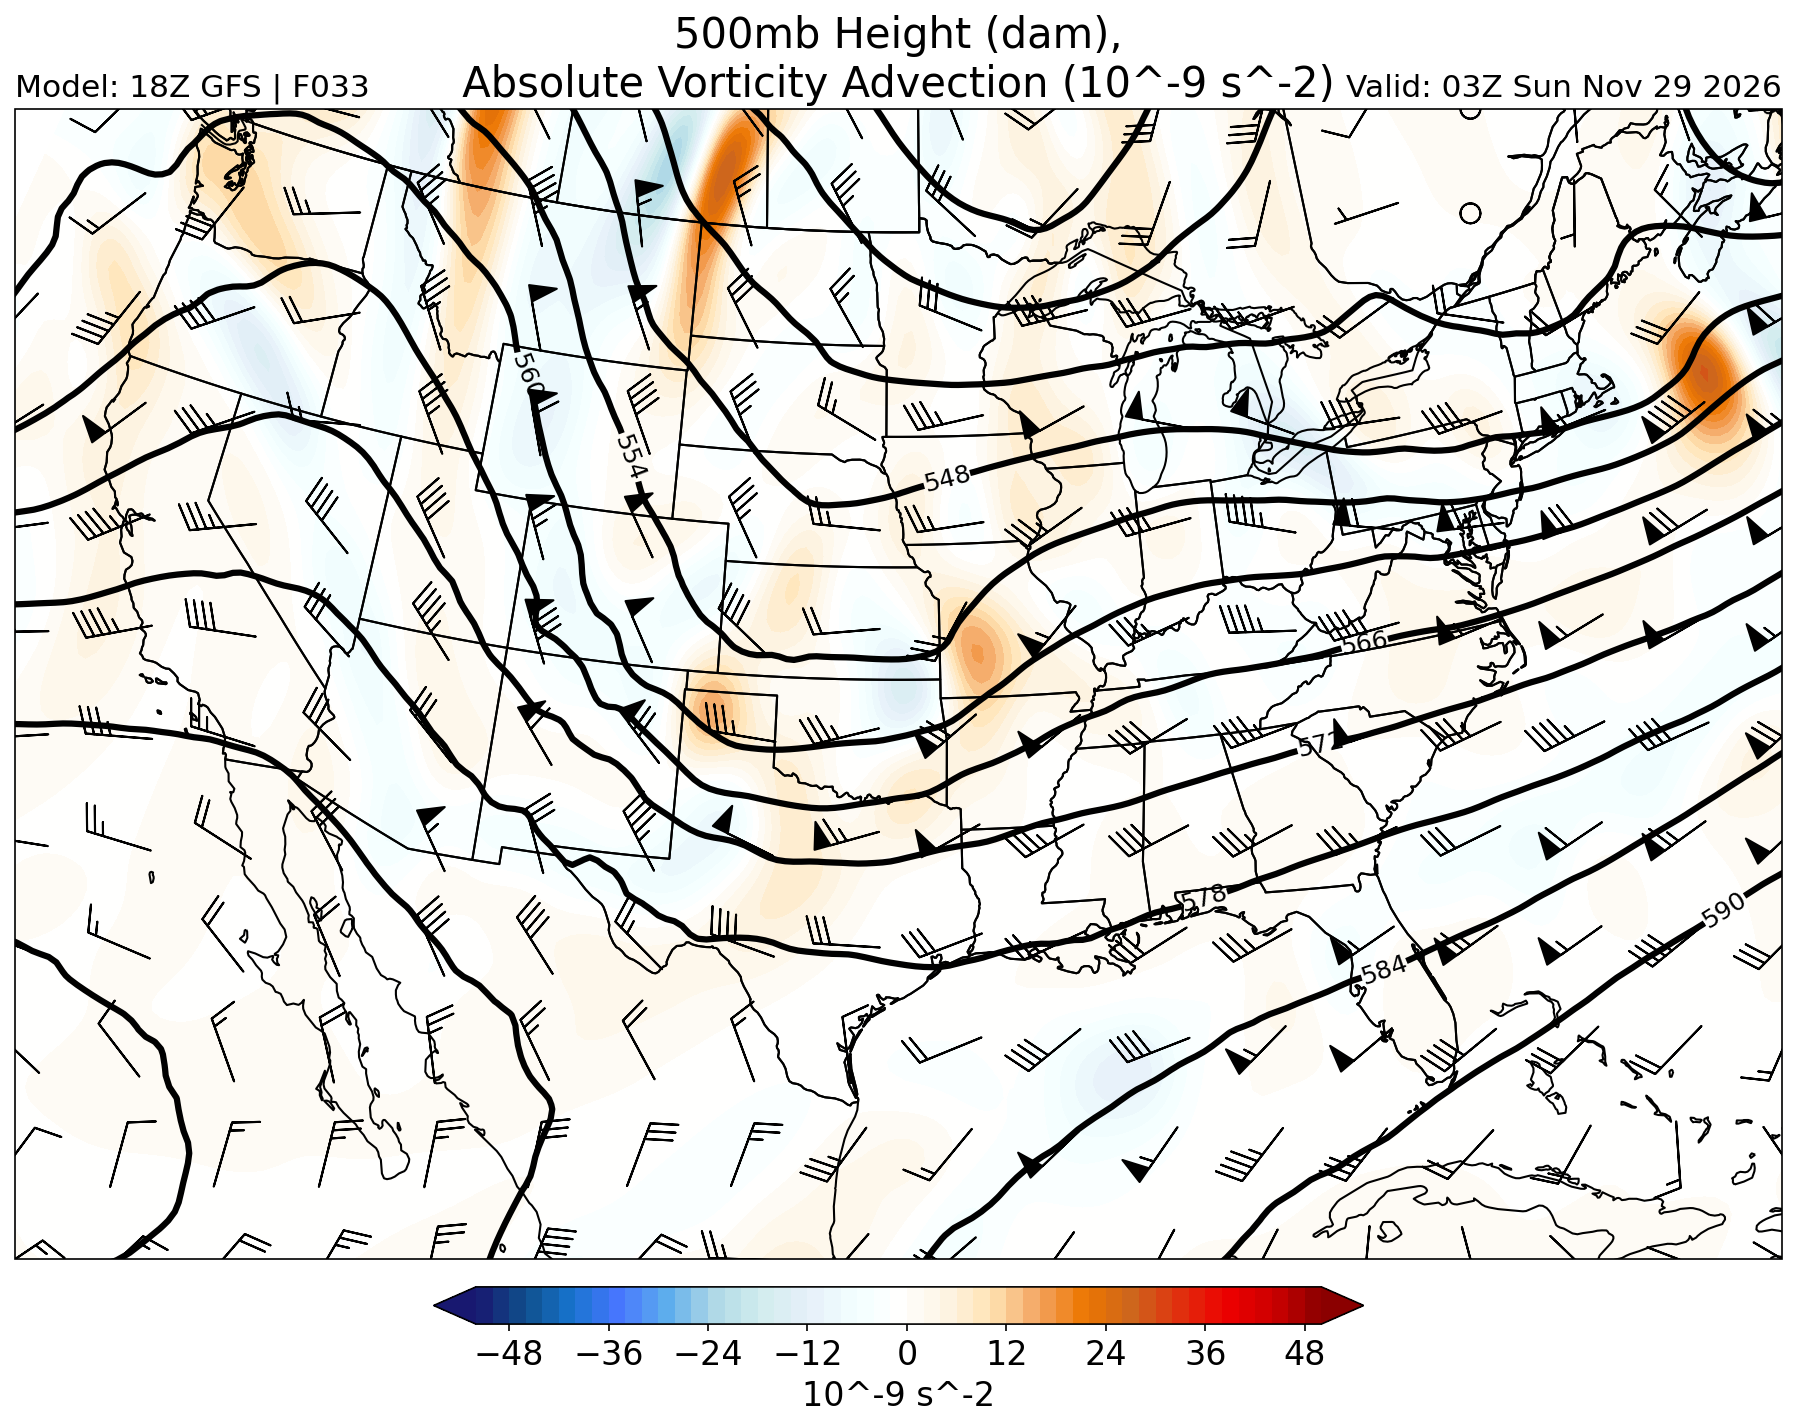 500mb Height (dam),
Model: 18Z GFS | F033
Absolute Vorticity Advection (10^-9 s^-2)
Valid: 03Z Sun Nov 29 2026
560
554
548
566
572
578
584
590
−48 −36 −24 −12 0 12 24 36 48
10^-9 s^-2